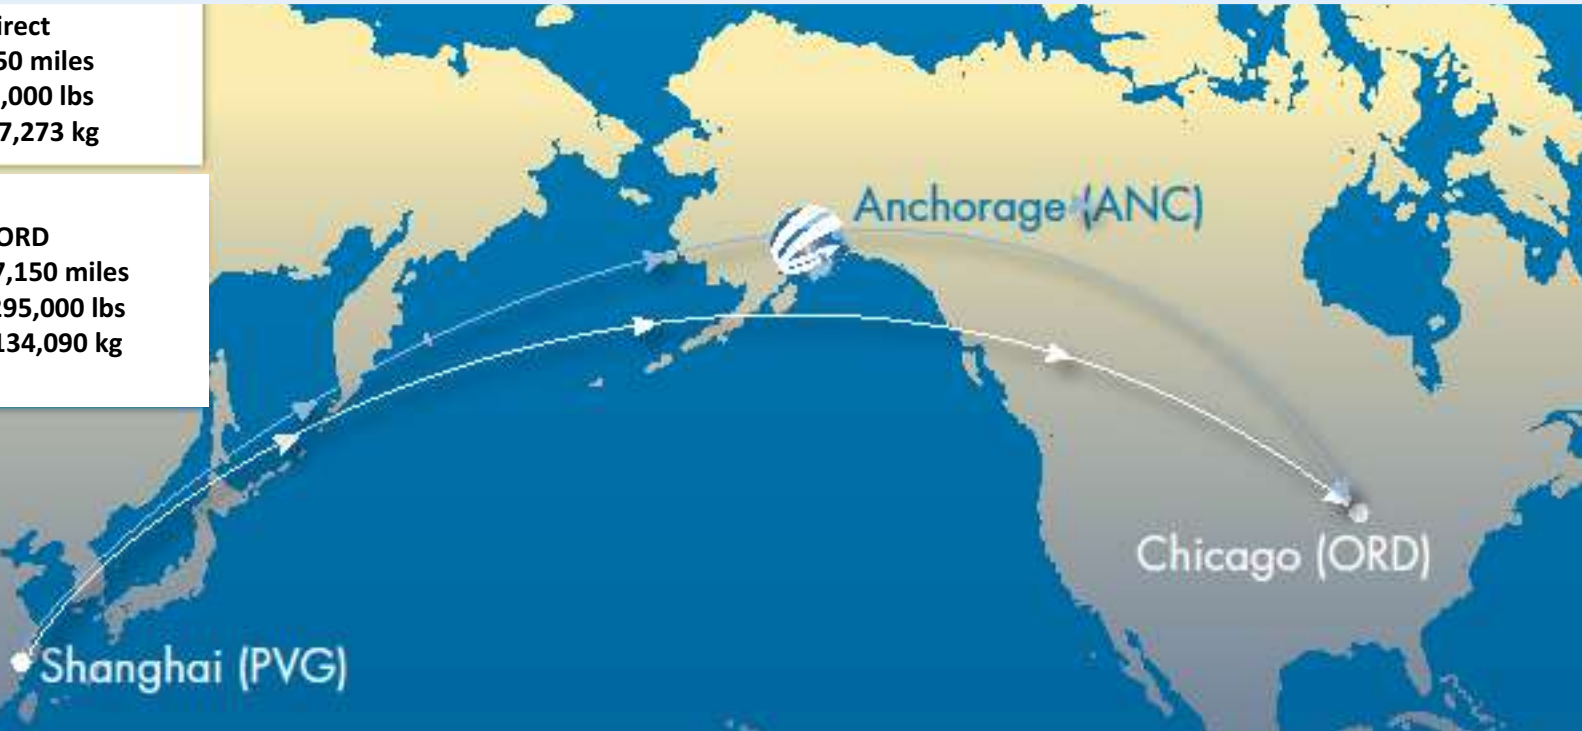 irect
50 miles
,000 lbs
7,273 kg
ORD
7,150 miles
295,000 lbs
134,090 kg
Anchorage (ANC)
Chicago (ORD)
Shanghai (PVG)